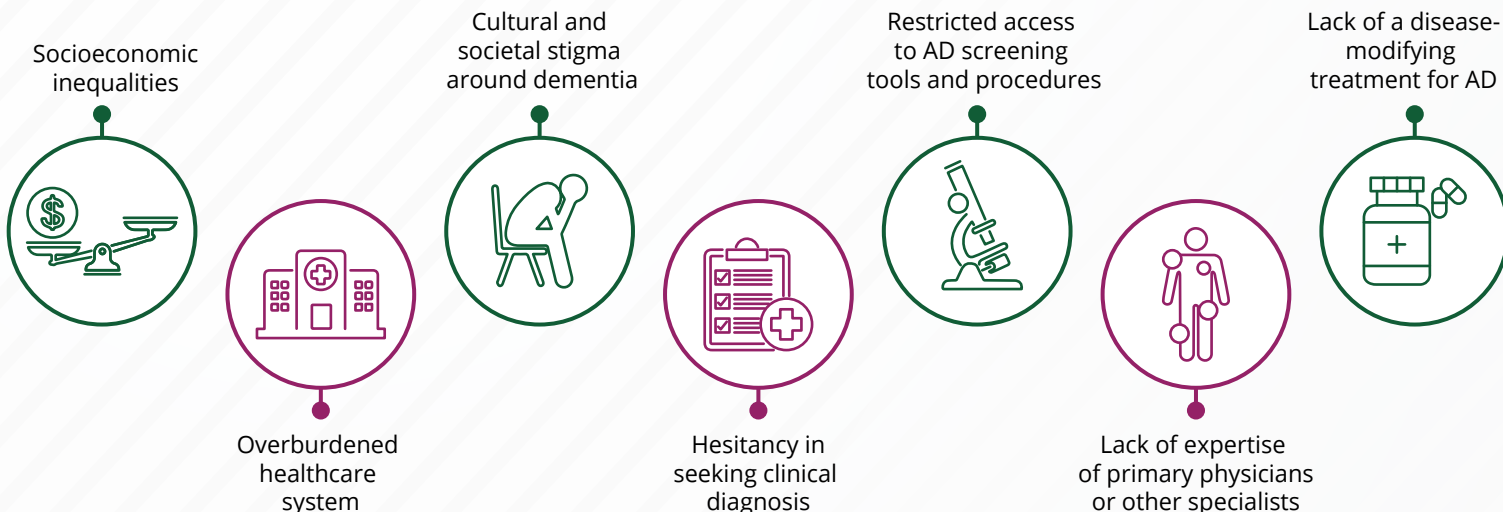 Socioeconomic
inequalities
Overburdened
healthcare
system
Cultural and
societal stigma
around dementia
Hesitancy in
seeking clinical
diagnosis
Restricted access
to AD screening
tools and procedures
Lack of expertise
of primary physicians
or other specialists
Lack of a disease-
modifying
treatment for AD